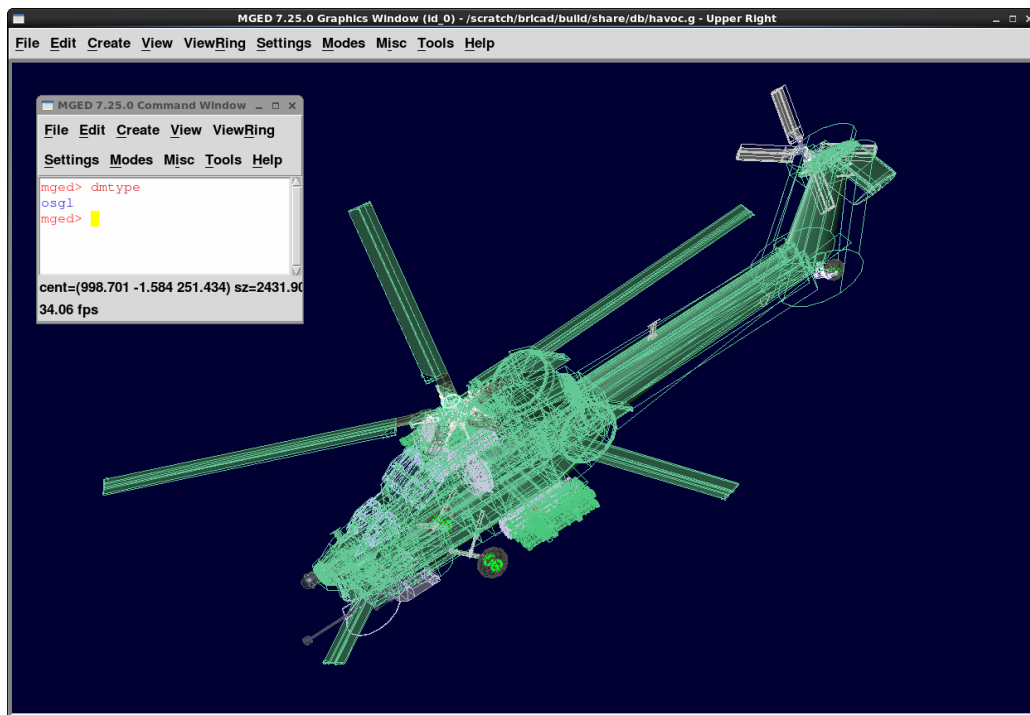 MGED 7.25.0 Graphics Window (id_0) - /scratch/brlcad/build/share/db/havoc.g - Upper Right
File Edit Create View ViewRing Settings Modes Misc Tools Help
MGED 7.25.0 Command Window
File Edit Create View ViewRing
Settings Modes Misc Tools Help
mged> dmtype
osgl
mged>
cent=(998.701 -1.584 251.434) sz=2431.90
34.06 fps